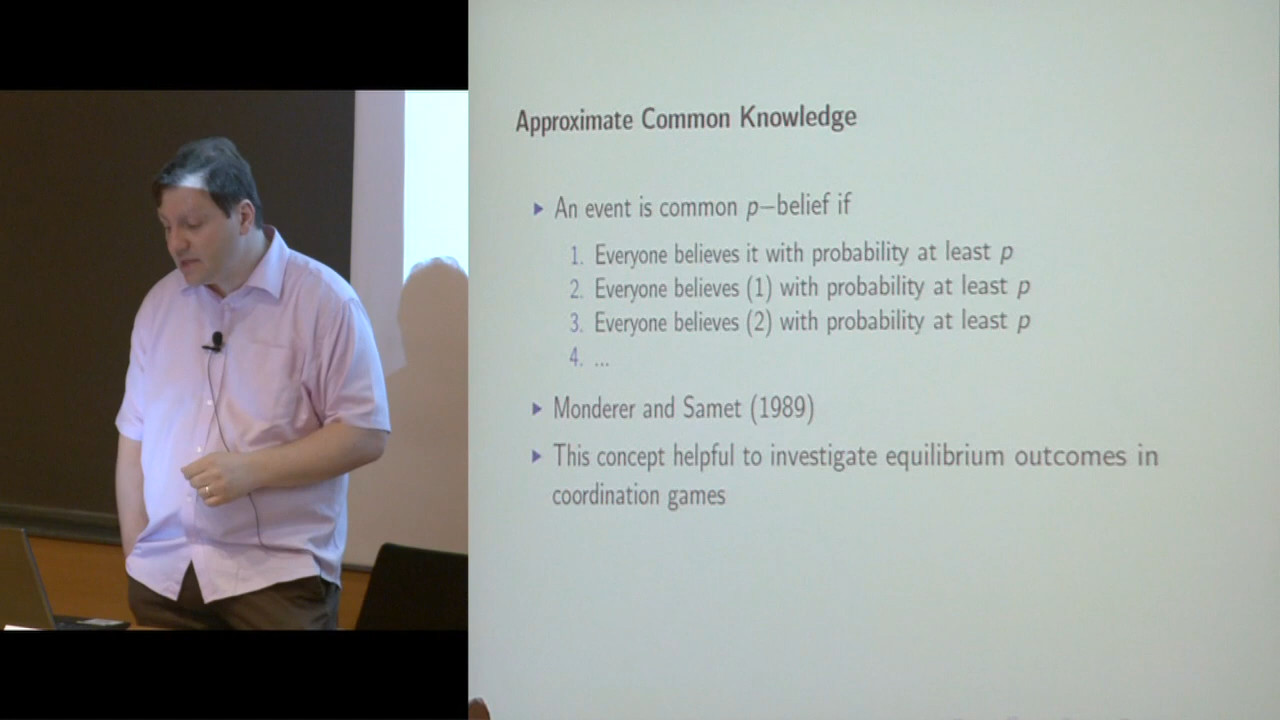 Approximate Common Knowledge
▶ An event is common p–belief if
1. Everyone believes it with probability at least p
2. Everyone believes (1) with probability at least p
3. Everyone believes (2) with probability at least p
4. ...
▶ Monderer and Samet (1989)
▶ This concept helpful to investigate equilibrium outcomes in
coordination games